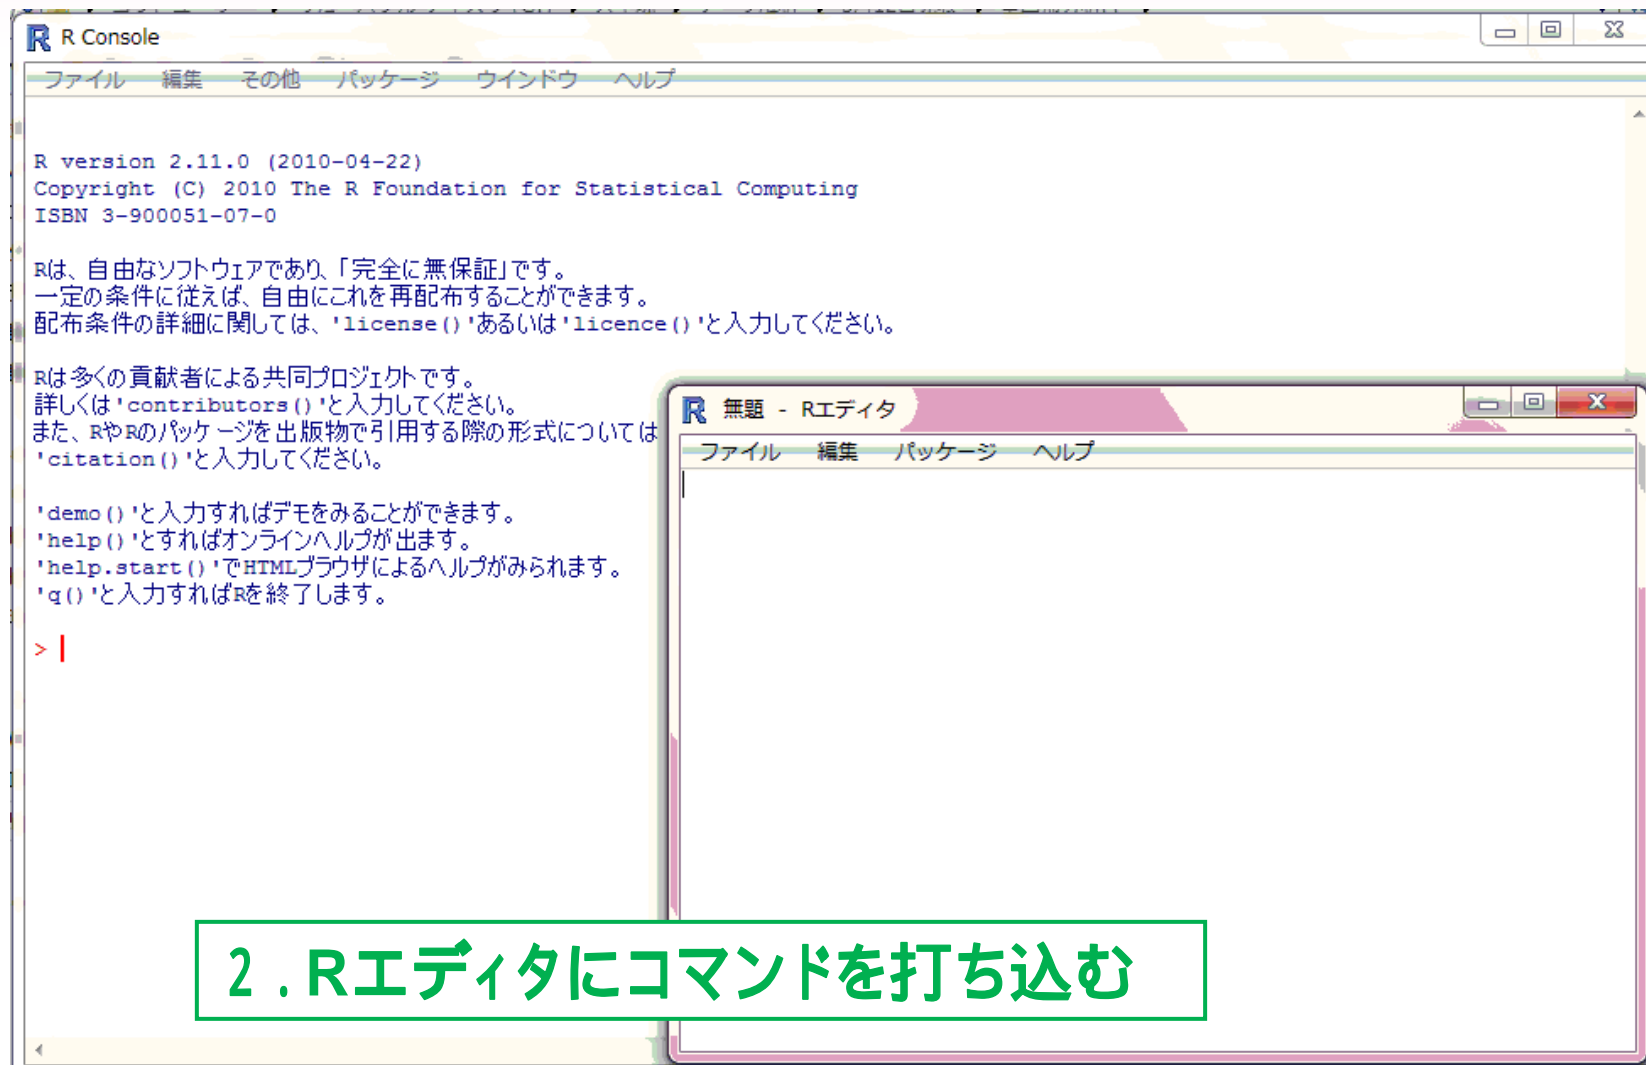 R Console
ファイル 編集 その他 パッケージ ウインドウ ヘルプ
R version 2.11.0 (2010-04-22)
Copyright (C) 2010 The R Foundation for Statistical Computing
ISBN 3-900051-07-0
Rは、自由なソフトウェアであり、「完全に無保証」です。
一定の条件に従えば、自由にこれを再配布することができます。
配布条件の詳細に関しては、'license()'あるいは'licence()'と入力してください。
Rは多くの貢献者による共同プロジェクトです。
詳しくは'contributors()'と入力してください。
また、RやRのパッケージを出版物で引用する際の形式については
'citation()'と入力してください。
'demo()'と入力すればデモをみることができます。
'help()'とすればオンラインヘルプが出ます。
'help.start()'でHTMLブラウザによるヘルプがみられます。
'q()'と入力すればRを終了します。
>
無題 - Rエディタ
ファイル 編集 パッケージ ヘルプ
2.Rエディタにコマンドを打ち込む